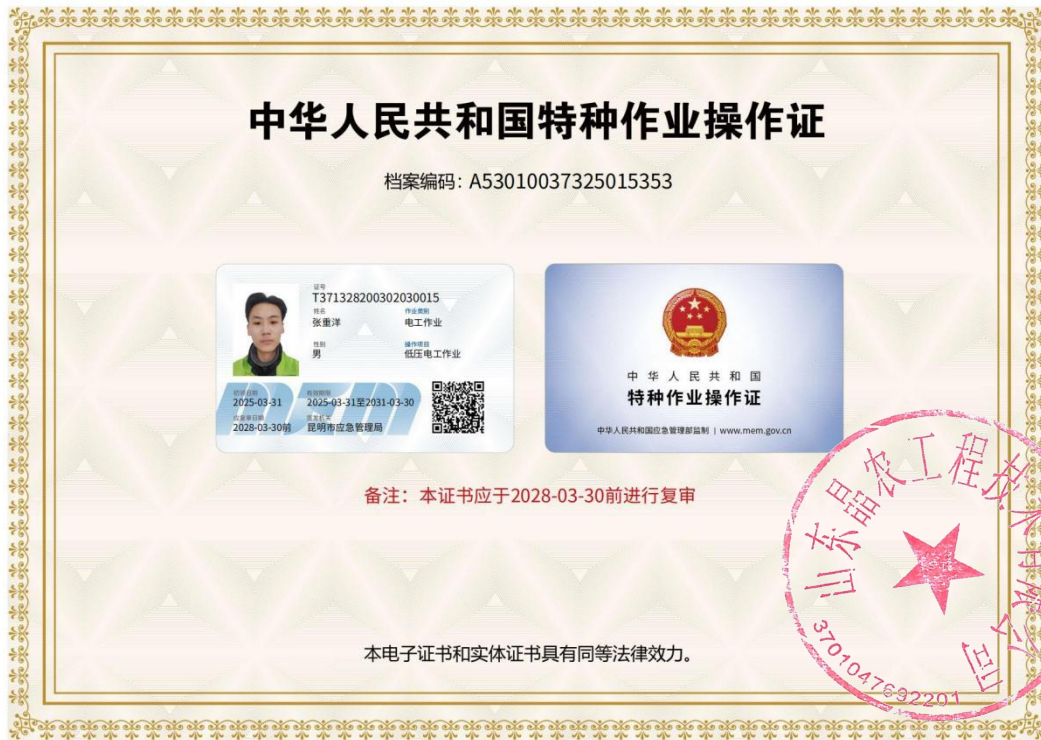 中华人民共和国特种作业操作证
档案编码：A53010037325015353
证号
T371328200302030015
姓名
张重洋
作业类别
电工作业
性别
男
操作项目
低压电工作业
初领日期
2025-03-31
有效期限
2025-03-31至2031-03-30
应复审日期
2028-03-30前
签发机关
昆明市应急管理局
中华人民共和国
特种作业操作证
中华人民共和国应急管理部监制 | www.mem.gov.cn
备注：本证书应于2028-03-30前进行复审
本电子证书和实体证书具有同等法律效力。
山东晶农工程技术有限公司
3701047692201